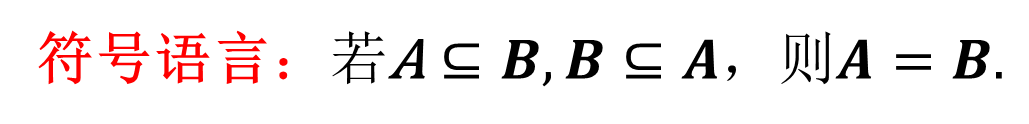 符号语言：若A ⊆ B, B ⊆ A，则A = B.